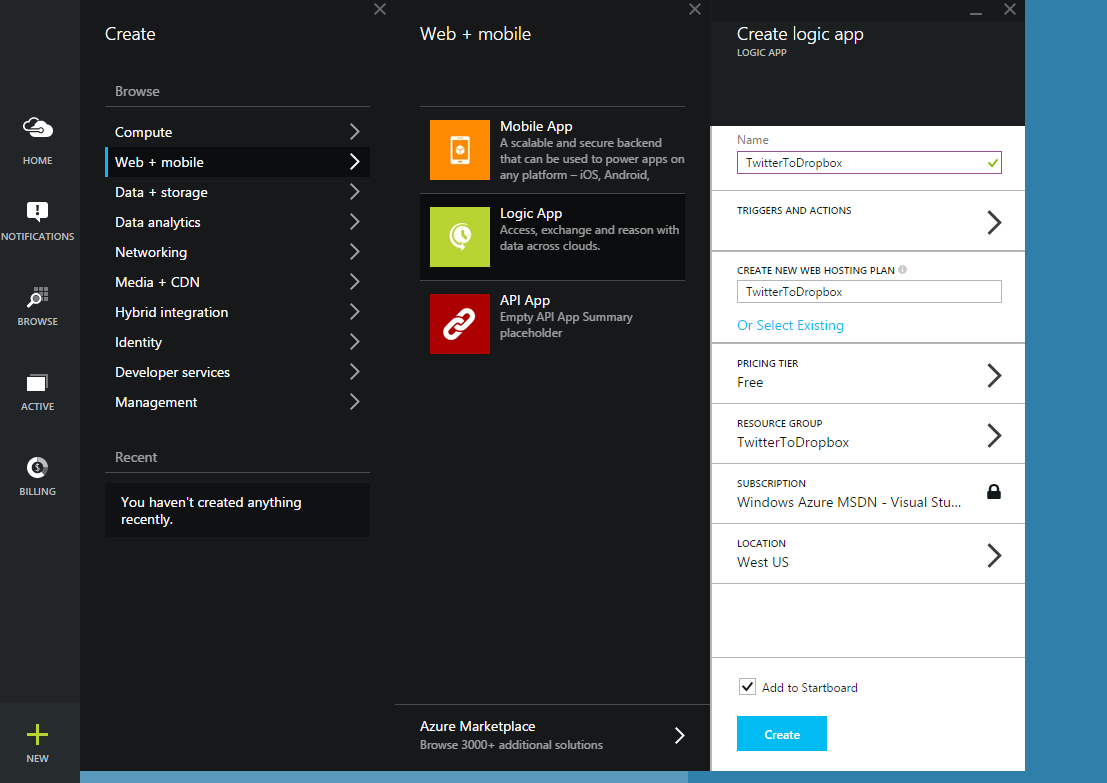 HOME
NOTIFICATIONS
BROWSE
ACTIVE
BILLING
NEW
Create
Browse
Compute
Web + mobile
Data + storage
Data analytics
Networking
Media + CDN
Hybrid integration
Identity
Developer services
Management
Recent
You haven't created anything
recently.
Web + mobile
Mobile App
A scalable and secure backend
that can be used to power apps on
any platform – iOS, Android,
Logic App
Access, exchange and reason with
data across clouds.
API App
Empty API App Summary
placeholder
Azure Marketplace
Browse 3000+ additional solutions
Create logic app
LOGIC APP
Name
TwitterToDropbox
TRIGGERS AND ACTIONS
CREATE NEW WEB HOSTING PLAN
TwitterToDropbox
Or Select Existing
PRICING TIER
Free
RESOURCE GROUP
TwitterToDropbox
SUBSCRIPTION
Windows Azure MSDN - Visual Stu...
LOCATION
West US
Add to Startboard
Create